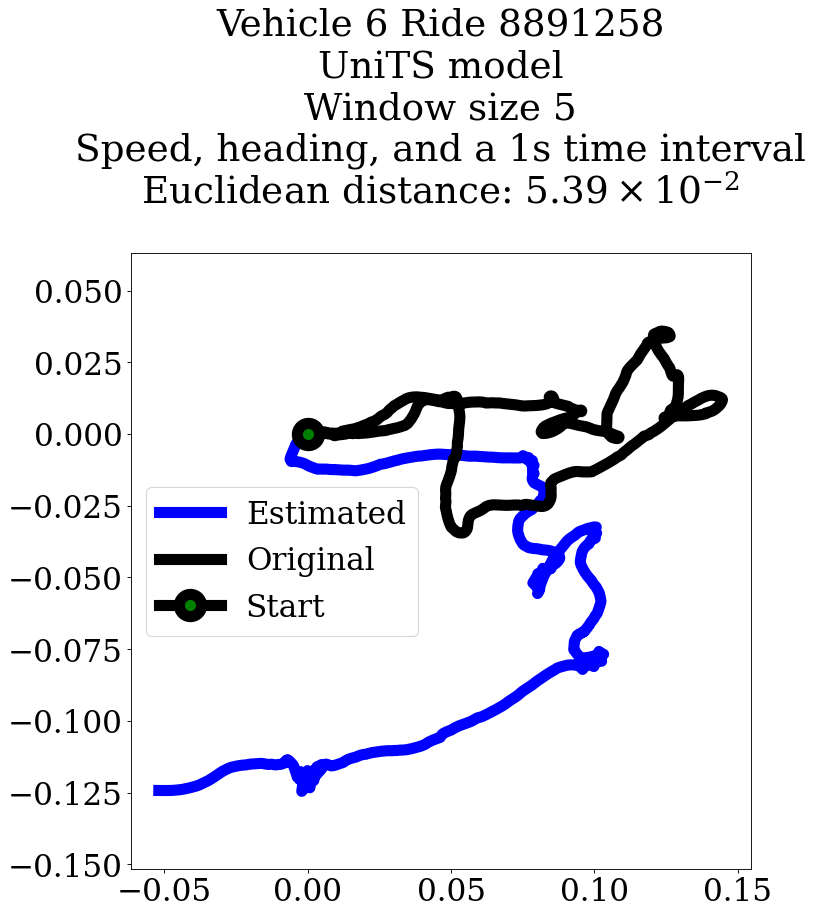 Vehicle 6 Ride 8891258
UniTS model
Window size 5
Speed, heading, and a 1s time interval
Euclidean distance: 5.39 × 10⁻²
0.050
0.025
0.000
−0.025
−0.050
−0.075
−0.100
−0.125
−0.150
Estimated
Original
Start
−0.05 0.00 0.05 0.10 0.15